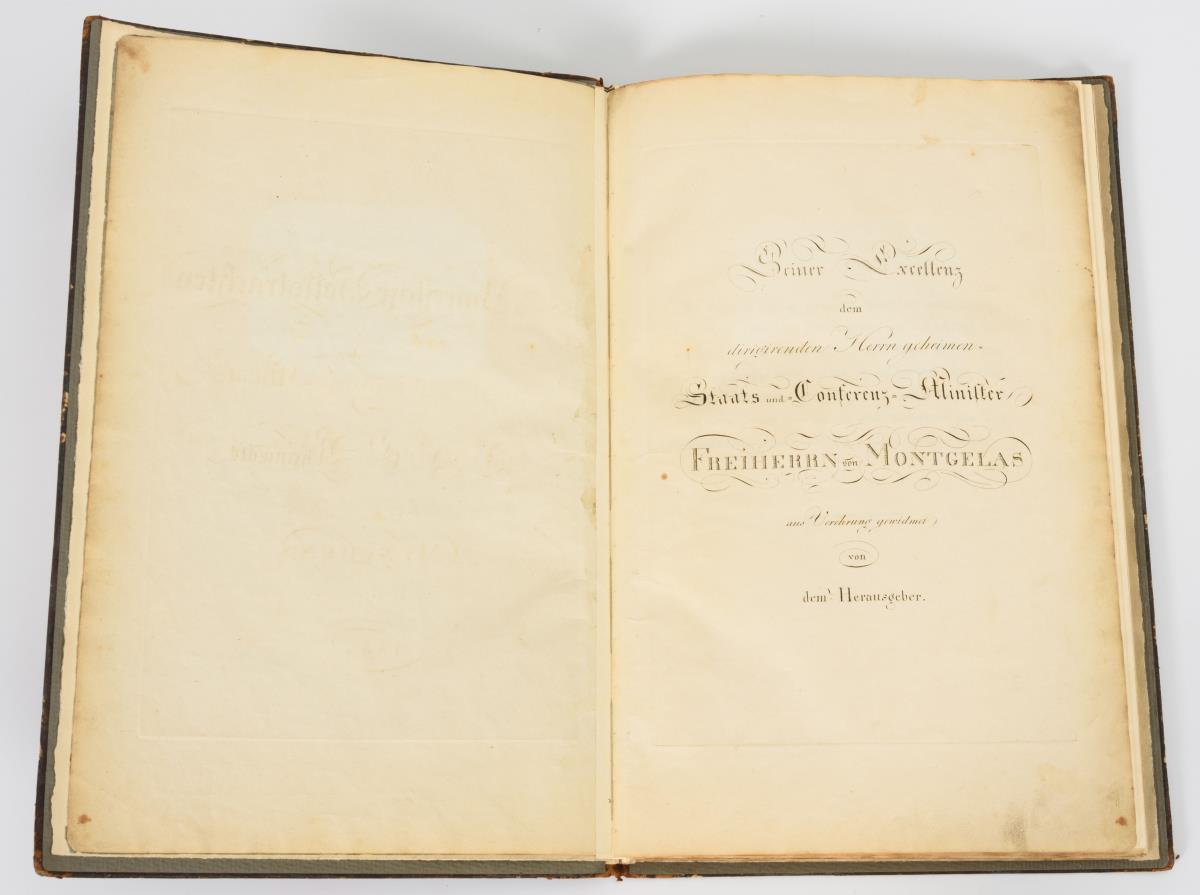 Seiner Excellenz
dem
dirigirenden Herrn geheimen-
Staats und Conferenz-Minister,
FREIHERRN von MONTGELAS
aus Verehrung gewidmet,
von
dem Herausgeber.